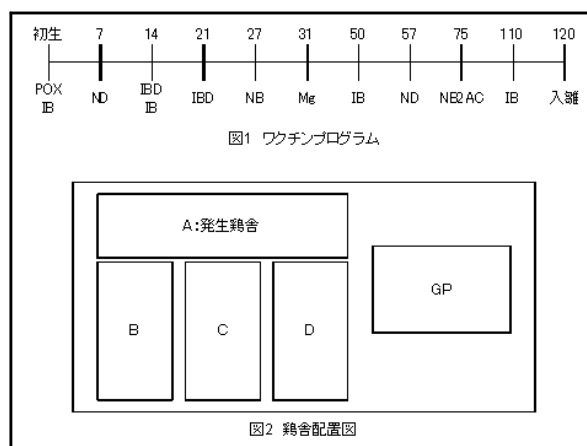 初生 7 14 21 27 31 50 57 75 110 120
POX ND IBD IBD NB Mg IB ND NB2AC IB 入雛
IB IB
図1 ワクチンプログラム
A:発生鶏舎
B C D GP
図2 鶏舎配置図